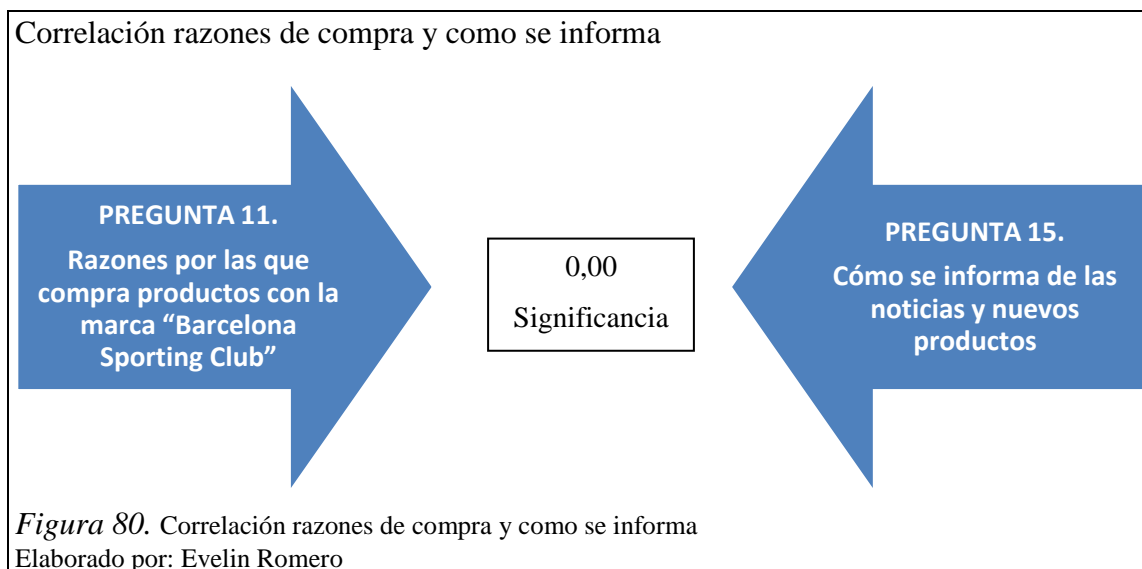 Correlación razones de compra y como se informa
PREGUNTA 11.
Razones por las que
compra productos con la
marca “Barcelona
Sporting Club”
0,00
Significancia
PREGUNTA 15.
Cómo se informa de las
noticias y nuevos
productos
Figura 80. Correlación razones de compra y como se informa
Elaborado por: Evelin Romero